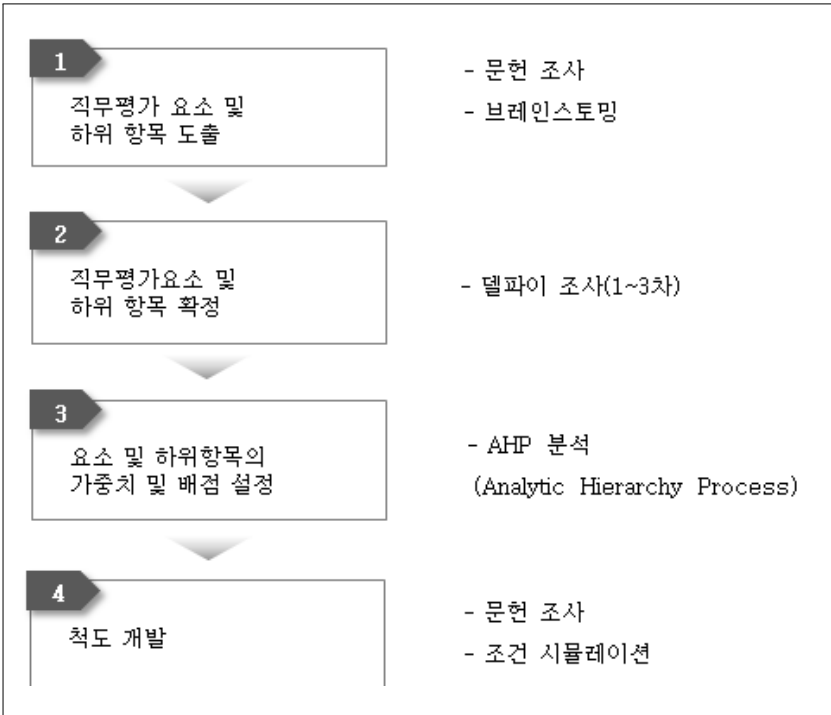 1
직무평가 요소 및
하위 항목 도출
- 문헌 조사
- 브레인스토밍
2
직무평가요소 및
하위 항목 확정
- 델파이 조사(1~3차)
3
요소 및 하위항목의
가중치 및 배점 설정
- AHP 분석
(Analytic Hierarchy Process)
4
척도 개발
- 문헌 조사
- 조건 시뮬레이션